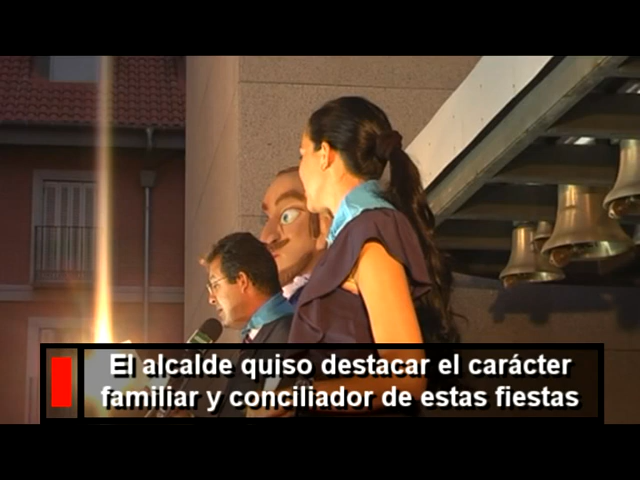 El alcalde quiso destacar el carácter
familiar y conciliador de estas fiestas